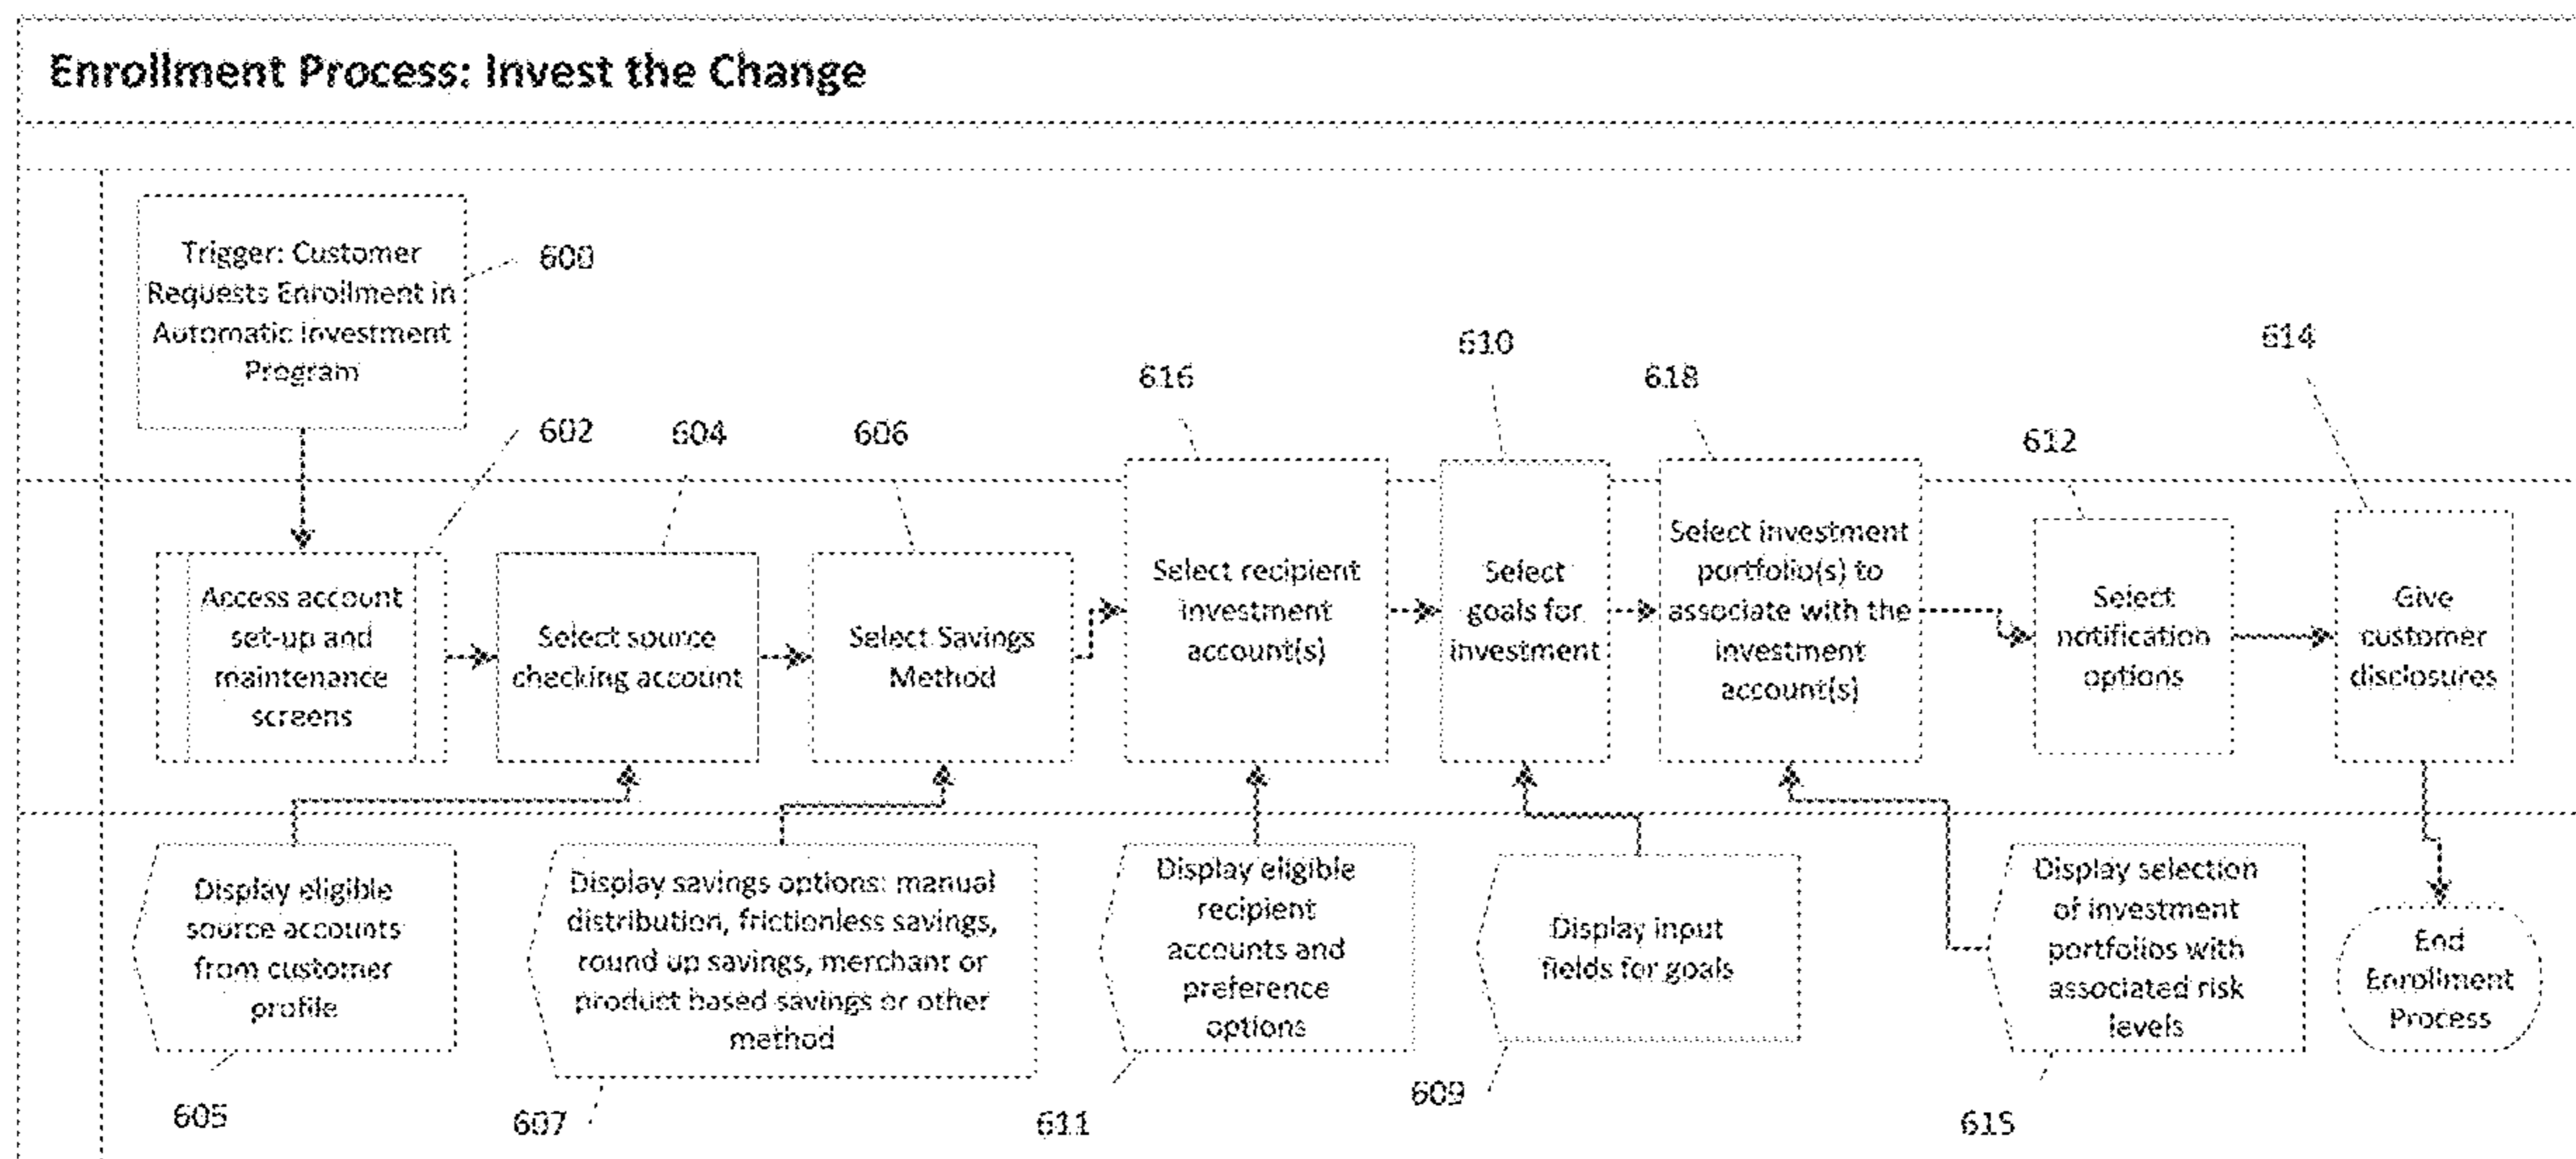 Enrollment Process: Invest the Change
Trigger: Customer
Requests Enrollment in
Automatic Investment
Program
600
602
604
606
616
610
618
612
614
Access account
set-up and
maintenance
screens
Select source
checking account
Select Savings
Method
Select recipient
investment
account(s)
Select
goals for
investment
Select investment
portfolio(s) to
associate with the
investment
account(s)
Select
notification
options
Give
customer
disclosures
Display eligible
source accounts
from customer
profile
Display savings options: manual
distribution, frictionless savings,
round up savings, merchant or
product based savings or other
method
Display eligible
recipient
accounts and
preference
options
Display input
fields for goals
Display selection
of investment
portfolios with
associated risk
levels
End
Enrollment
Process
605
607
611
609
615